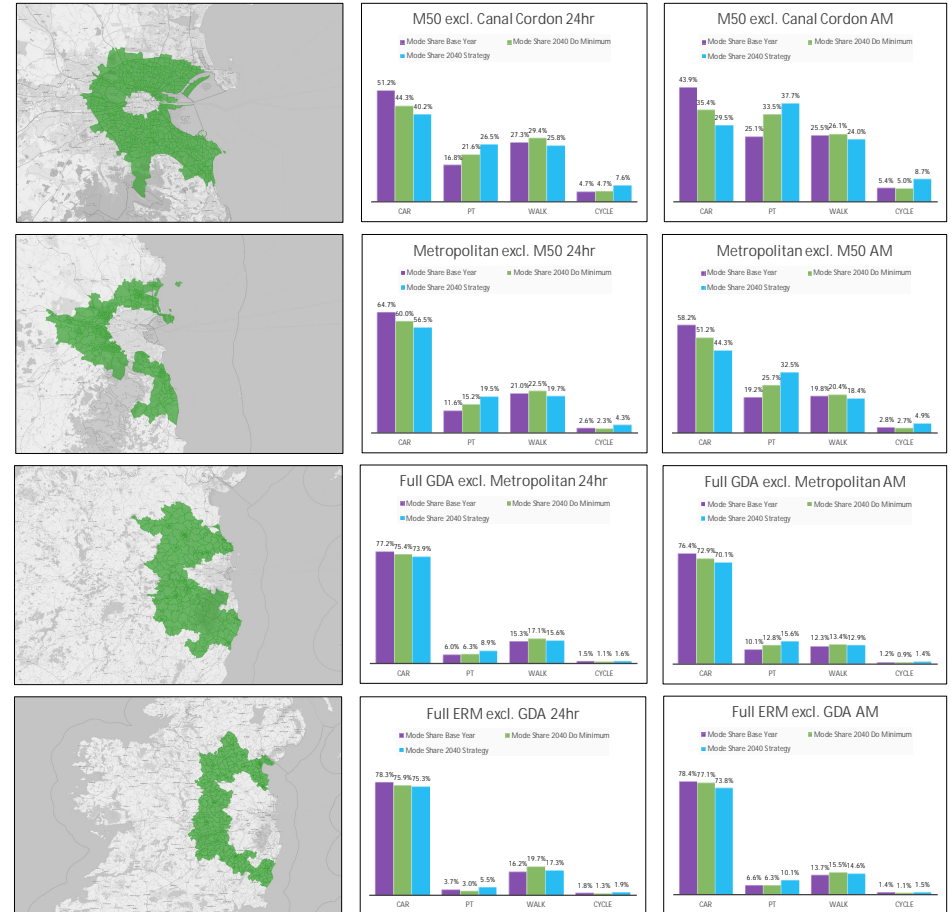 M50 excl. Canal Cordon 24hr
Mode Share Base Year Mode Share 2040 Do Minimum
Mode Share 2040 Strategy
51.2% 44.3% 40.2% 16.8% 21.6% 26.5% 27.3% 29.4% 25.8% 4.7% 4.7% 7.6%
CAR PT WALK CYCLE
M50 excl. Canal Cordon AM
Mode Share Base Year Mode Share 2040 Do Minimum
Mode Share 2040 Strategy
43.9% 35.4% 29.5% 25.1% 33.5% 37.7% 25.5% 26.1% 24.0% 5.4% 5.0% 8.7%
CAR PT WALK CYCLE
Metropolitan excl. M50 24hr
Mode Share Base Year Mode Share 2040 Do Minimum
Mode Share 2040 Strategy
64.7% 60.0% 56.5% 11.6% 15.2% 19.5% 21.0% 22.5% 19.7% 2.6% 2.3% 4.3%
CAR PT WALK CYCLE
Metropolitan excl. M50 AM
Mode Share Base Year Mode Share 2040 Do Minimum
Mode Share 2040 Strategy
58.2% 51.2% 44.3% 19.2% 25.7% 32.5% 19.8% 20.4% 18.4% 2.8% 2.7% 4.9%
CAR PT WALK CYCLE
Full GDA excl. Metropolitan 24hr
Mode Share Base Year Mode Share 2040 Do Minimum
Mode Share 2040 Strategy
77.2% 75.4% 73.9% 6.0% 6.3% 8.9% 15.3% 17.1% 15.6% 1.5% 1.1% 1.6%
CAR PT WALK CYCLE
Full GDA excl. Metropolitan AM
Mode Share Base Year Mode Share 2040 Do Minimum
Mode Share 2040 Strategy
76.4% 72.9% 70.1% 10.1% 12.8% 15.6% 12.3% 13.4% 12.9% 1.2% 0.9% 1.4%
CAR PT WALK CYCLE
Full ERM excl. GDA 24hr
Mode Share Base Year Mode Share 2040 Do Minimum
Mode Share 2040 Strategy
78.3% 75.9% 75.3% 3.7% 3.0% 5.5% 16.2% 19.7% 17.3% 1.8% 1.3% 1.9%
CAR PT WALK CYCLE
Full ERM excl. GDA AM
Mode Share Base Year Mode Share 2040 Do Minimum
Mode Share 2040 Strategy
78.4% 77.1% 73.8% 6.6% 6.3% 10.1% 13.7% 15.5% 14.6% 1.4% 1.1% 1.5%
CAR PT WALK CYCLE